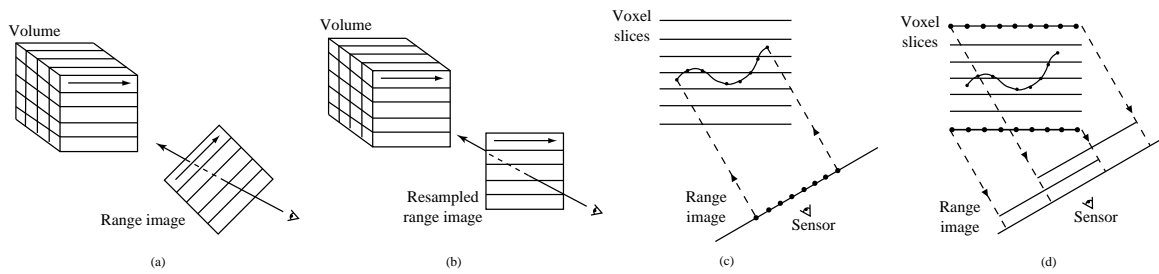 Volume
Range image
(a)
Volume
Resampled
range image
(b)
Voxel
slices
Range
image
Sensor
(c)
Voxel
slices
Range
image
Sensor
(d)